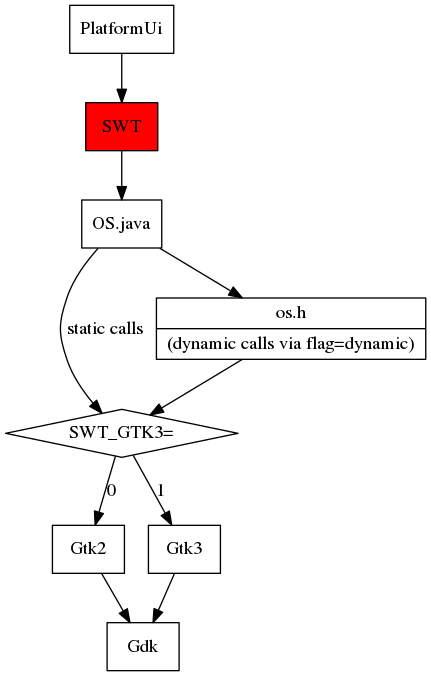 PlatformUi
SWT
OS.java
os.h
static calls
(dynamic calls via flag=dynamic)
SWT_GTK3=
0
1
Gtk2
Gtk3
Gdk